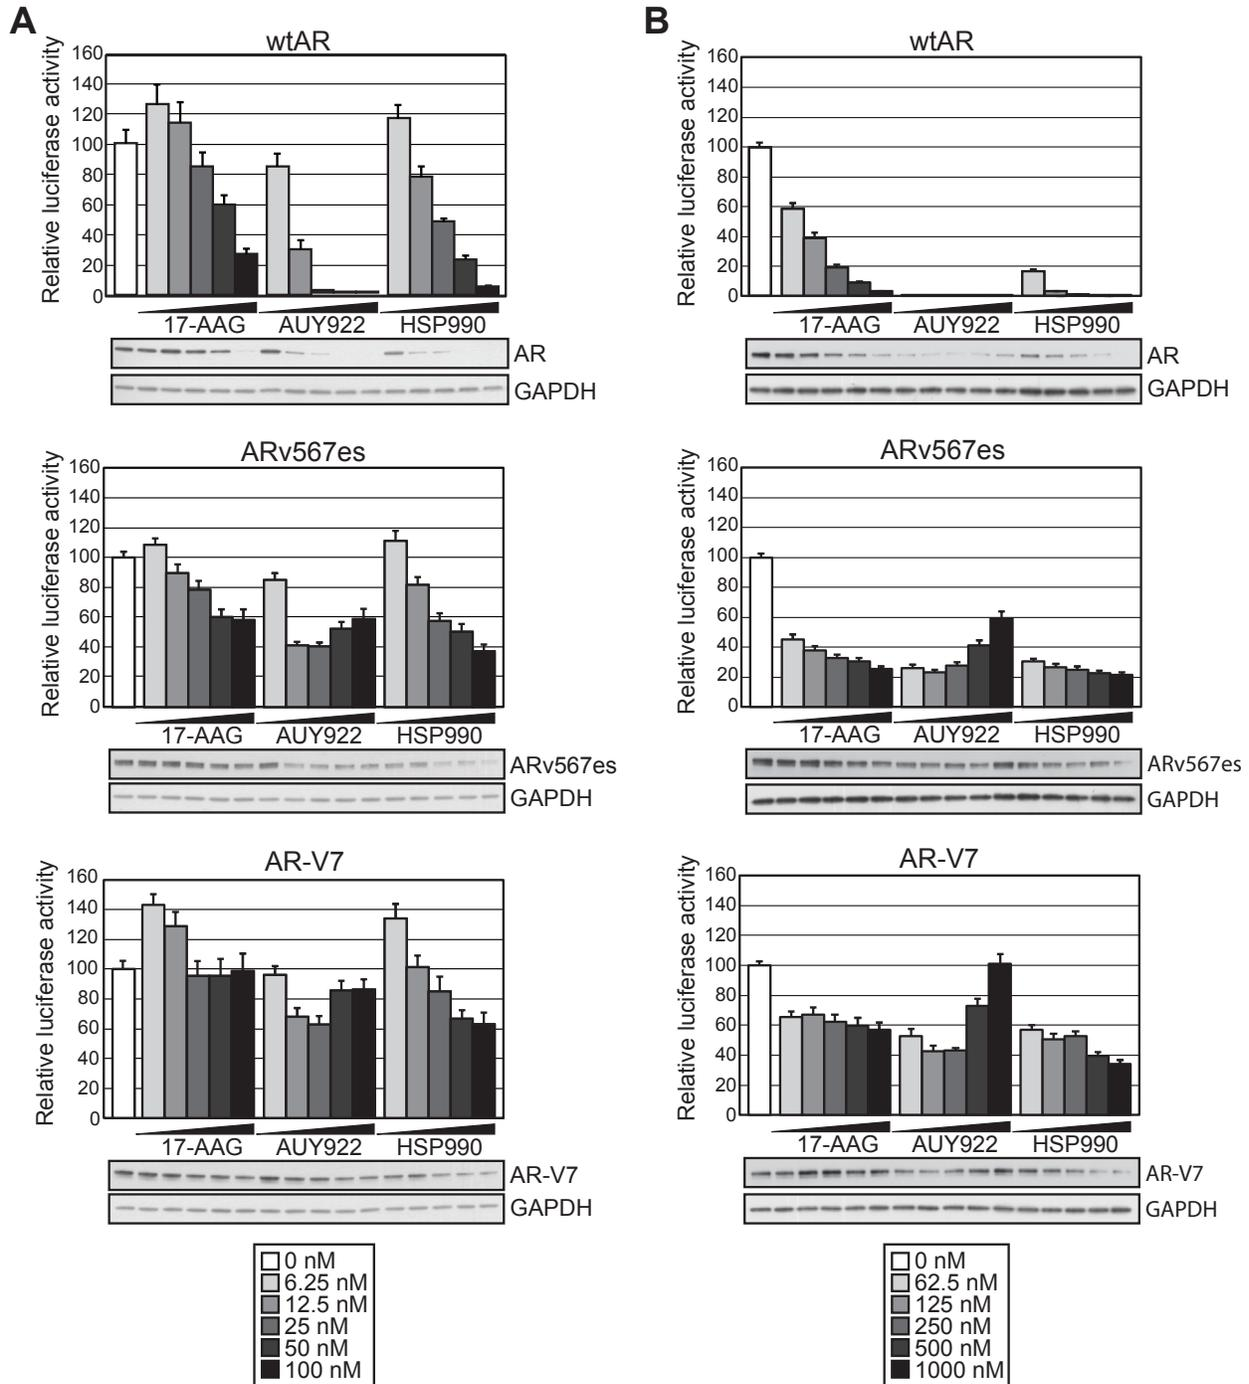 A
wtAR
Relative luciferase activity
160
140
120
100
80
60
40
20
0
17-AAG AUY922 HSP990
AR
GAPDH
ARv567es
Relative luciferase activity
160
140
120
100
80
60
40
20
0
17-AAG AUY922 HSP990
ARv567es
GAPDH
AR-V7
Relative luciferase activity
160
140
120
100
80
60
40
20
0
17-AAG AUY922 HSP990
AR-V7
GAPDH
0 nM
6.25 nM
12.5 nM
25 nM
50 nM
100 nM
B
wtAR
Relative luciferase activity
160
140
120
100
80
60
40
20
0
17-AAG AUY922 HSP990
AR
GAPDH
ARv567es
Relative luciferase activity
160
140
120
100
80
60
40
20
0
17-AAG AUY922 HSP990
ARv567es
GAPDH
AR-V7
Relative luciferase activity
160
140
120
100
80
60
40
20
0
17-AAG AUY922 HSP990
AR-V7
GAPDH
0 nM
62.5 nM
125 nM
250 nM
500 nM
1000 nM